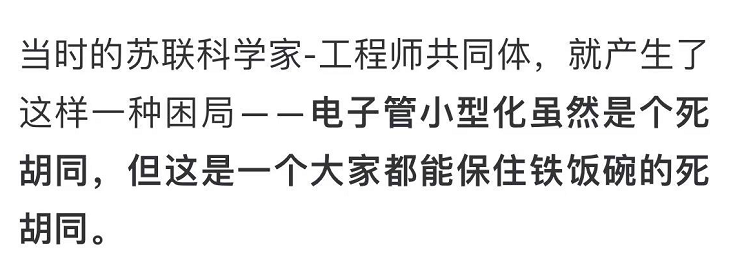 当时的苏联科学家-工程师共同体，就产生了
这样一种困局——电子管小型化虽然是个死
胡同，但这是一个大家都能保住铁饭碗的死
胡同。